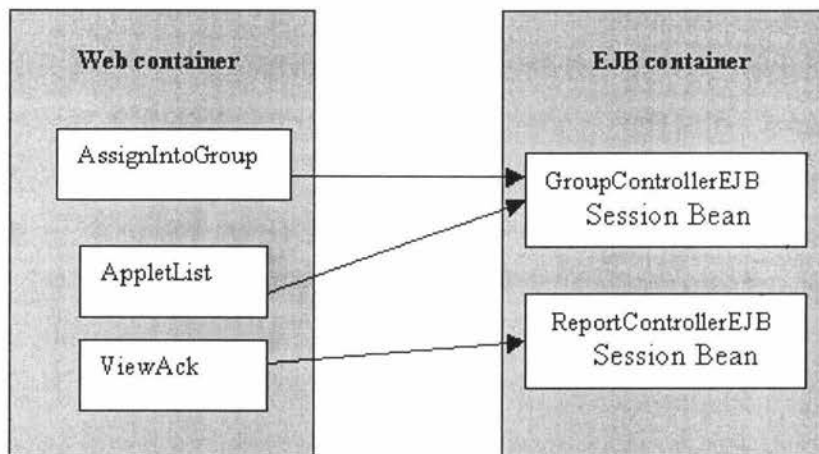 Web container
AssignIntoGroup
AppletList
ViewAck
EJB container
GroupControllerEJB
Session Bean
ReportControllerEJB
Session Bean